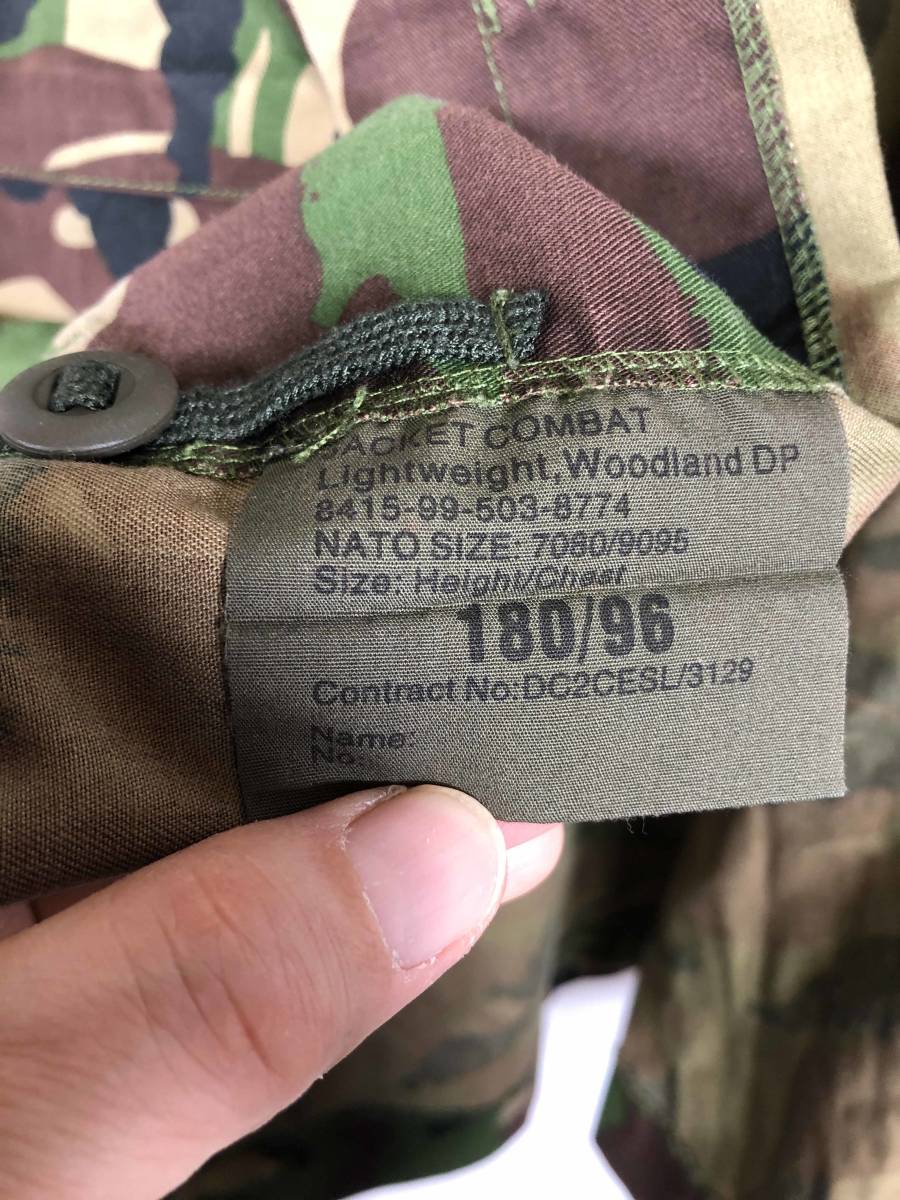 JACKET COMBAT
Lightweight,Woodland DP
8415-99-503-8774
NATO SIZE: 7080/9095
Size: Height/Chest
180/96
Contract No:DC2CESL/3129
Name:
No: